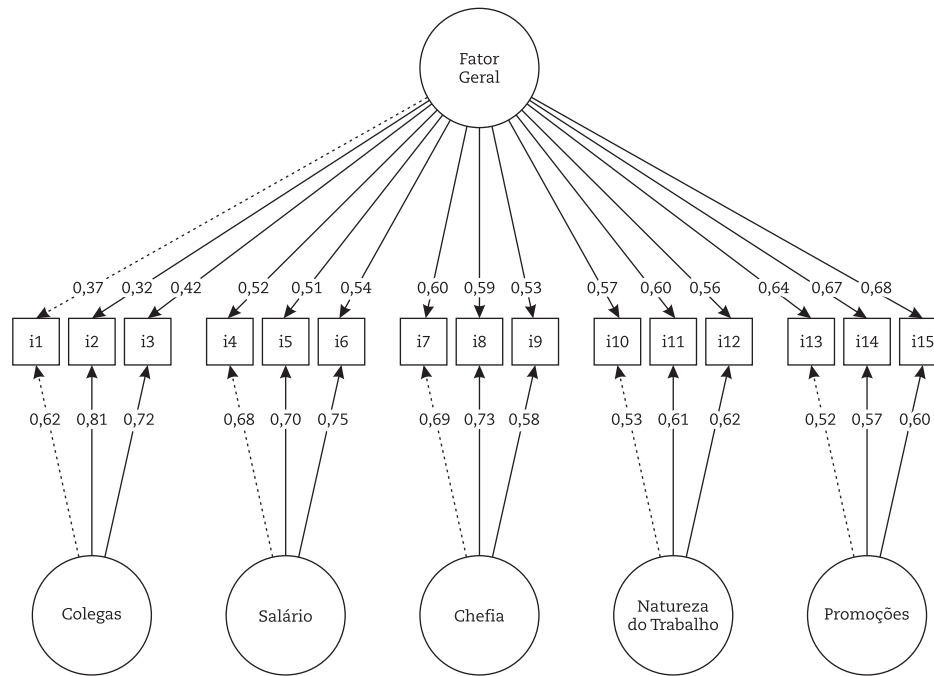 Fator
Geral
0,37 0,32 0,42 0,52 0,51 0,54 0,60 0,59 0,53 0,57 0,60 0,56 0,64 0,67 0,68
i1 i2 i3 i4 i5 i6 i7 i8 i9 i10 i11 i12 i13 i14 i15
0,62 0,81 0,72 0,68 0,70 0,75 0,69 0,73 0,58 0,53 0,61 0,62 0,52 0,57 0,60
Colegas
Salário
Chefia
Natureza
do Trabalho
Promoções